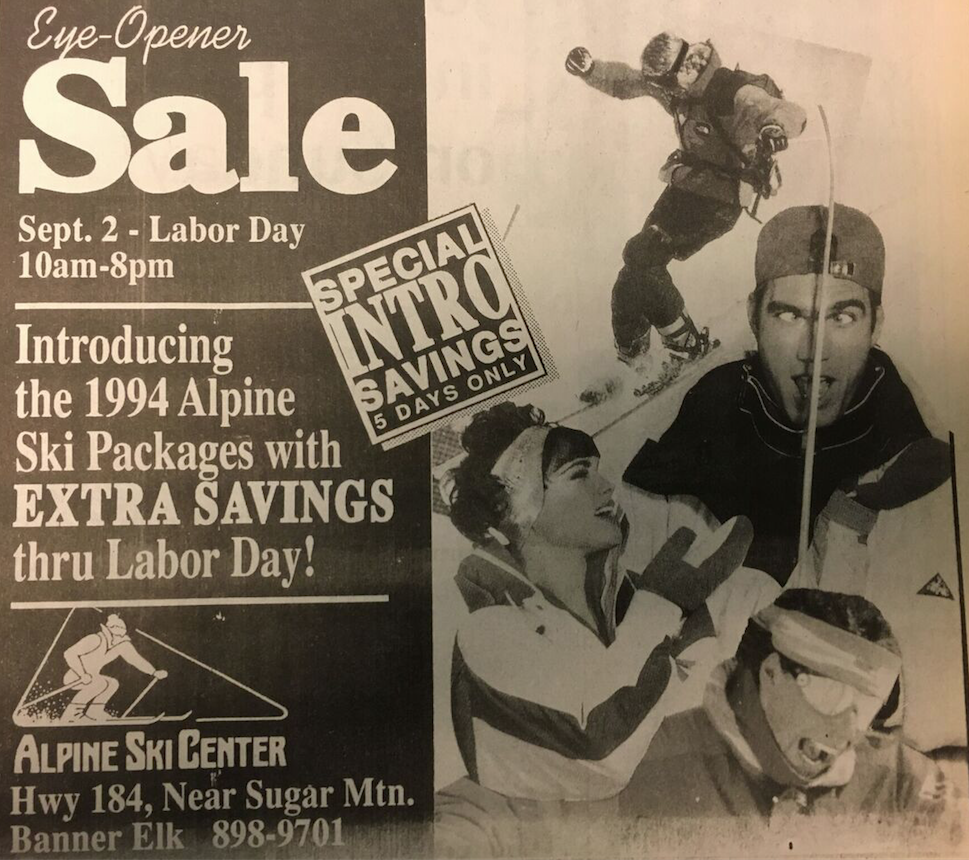 Eye-Opener
Sale
Sept. 2 - Labor Day
10am-8pm
SPECIAL
INTRO
SAVINGS
5 DAYS ONLY
Introducing
the 1994 Alpine
Ski Packages with
EXTRA SAVINGS
thru Labor Day!
ALPINE SKI CENTER
Hwy 184, Near Sugar Mtn.
Banner Elk 898-9701